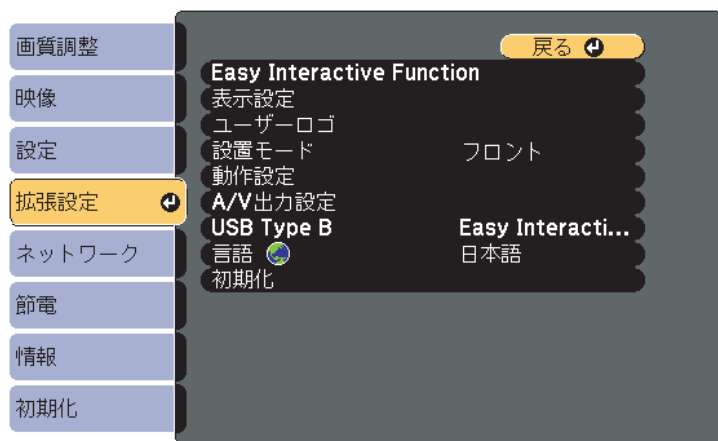 画質調整
映像
設定
拡張設定
ネットワーク
節電
情報
初期化
戻る
Easy Interactive Function
表示設定
ユーザーロゴ
設置モード フロント
動作設定
A/V出力設定
USB Type B Easy Interacti...
言語 日本語
初期化